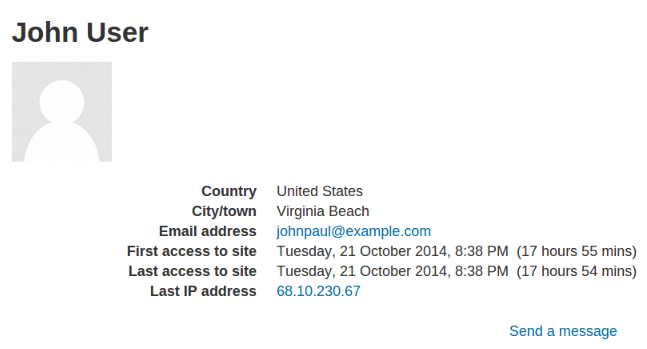 John User
Country United States
City/town Virginia Beach
Email address johnpaul@example.com
First access to site Tuesday, 21 October 2014, 8:38 PM (17 hours 55 mins)
Last access to site Tuesday, 21 October 2014, 8:38 PM (17 hours 54 mins)
Last IP address 68.10.230.67
Send a message